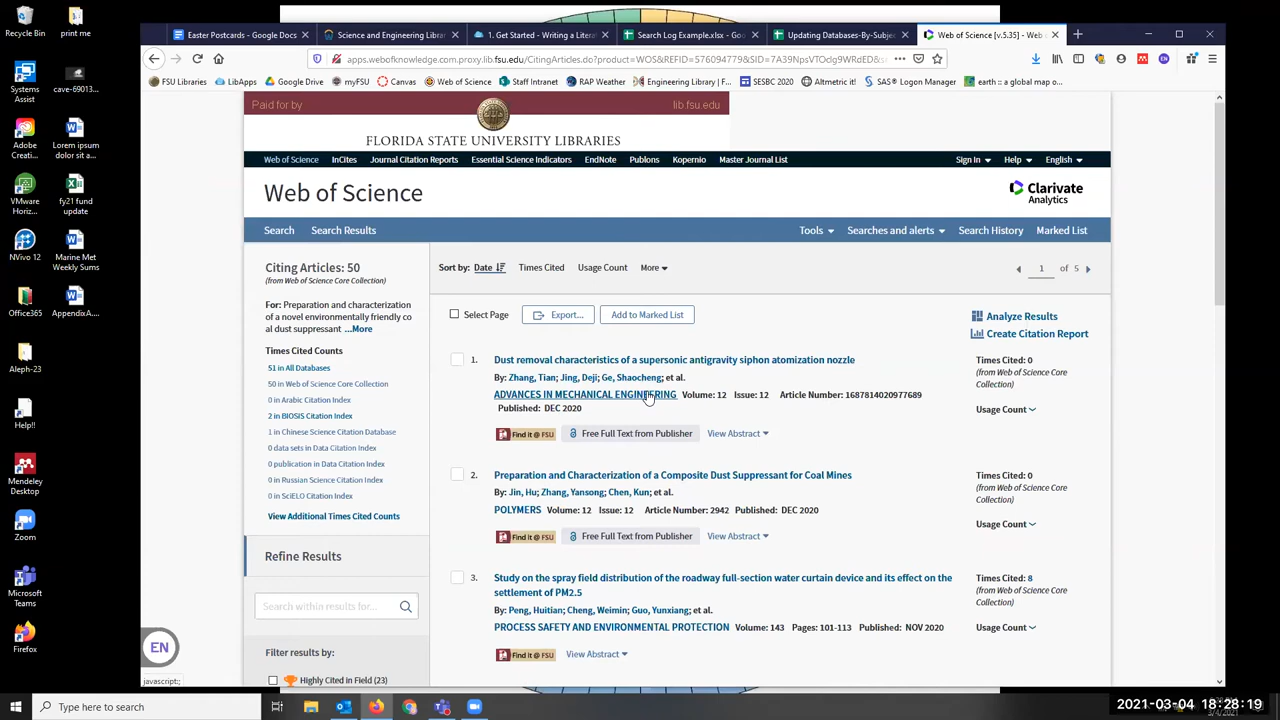 Recycle Bin
print me
Systems Assist
cave-69013...
Adobe Creati...
Lorem ipsum dolor sit a...
VMware Horiz...
fy21 fund update
NVivo 12
Marine Met Weekly Sums
Office365
AppendixA....
Aleph-23
Help!!
Mendeley Desktop
Zoom
Microsoft Teams
Firefox
Easter Postcards - Google Docs
Science and Engineering Library
1. Get Started - Writing a Literat
Search Log Example.xlsx - Goo
Updating Databases-By-Subjec
Web of Science [v.5.35] - Web
apps.webofknowledge.com.proxy.lib.fsu.edu/CitingArticles.do?product=WOS&REFID=576094779&SID=7A39NpsVTOclg9WRdED&
FSU Libraries
LibApps
Google Drive
myFSU
Web of Science
Staff Intranet
RAP Weather
Engineering Library |...
SESBC 2020
Altmetric it!
SAS® Logon Manager
earth :: a global map o...
Paid for by
lib.fsu.edu
FLORIDA STATE UNIVERSITY LIBRARIES
Web of Science InCites Journal Citation Reports Essential Science Indicators EndNote Publons Kopernio Master Journal List
Sign In Help English
Web of Science
Clarivate
Analytics
Search Search Results
Tools Searches and alerts Search History Marked List
Citing Articles: 50
(from Web of Science Core Collection)
For: Preparation and characterization
of a novel environmentally friendly co
al dust suppressant ...More
Times Cited Counts
51 in All Databases
50 in Web of Science Core Collection
0 in Arabic Citation Index
2 in BIOSIS Citation Index
1 in Chinese Science Citation Database
0 data sets in Data Citation Index
0 publication in Data Citation Index
0 in Russian Science Citation Index
0 in SciELO Citation Index
View Additional Times Cited Counts
Refine Results
Search within results for...
Filter results by:
Highly Cited in Field (23)
Sort by: Date Times Cited Usage Count More
1 of 5
Select Page Export... Add to Marked List
Analyze Results
Create Citation Report
1. Dust removal characteristics of a supersonic antigravity siphon atomization nozzle
By: Zhang, Tian; Jing, Deji; Ge, Shaocheng; et al.
ADVANCES IN MECHANICAL ENGINEERING Volume: 12 Issue: 12 Article Number: 1687814020977689
Published: DEC 2020
Find it @ FSU Free Full Text from Publisher View Abstract
Times Cited: 0
(from Web of Science Core
Collection)
Usage Count
2. Preparation and Characterization of a Composite Dust Suppressant for Coal Mines
By: Jin, Hu; Zhang, Yansong; Chen, Kun; et al.
POLYMERS Volume: 12 Issue: 12 Article Number: 2942 Published: DEC 2020
Find it @ FSU Free Full Text from Publisher View Abstract
Times Cited: 0
(from Web of Science Core
Collection)
Usage Count
3. Study on the spray field distribution of the roadway full-section water curtain device and its effect on the
settlement of PM2.5
By: Peng, Huitian; Cheng, Weimin; Guo, Yunxiang; et al.
PROCESS SAFETY AND ENVIRONMENTAL PROTECTION Volume: 143 Pages: 101-113 Published: NOV 2020
Find it @ FSU View Abstract
Times Cited: 8
(from Web of Science Core
Collection)
Usage Count
EN
javascript:;
Type here to search
2021-03-04 18:28:19